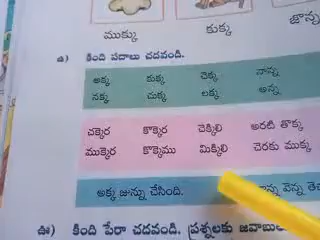 ముక్కు కుక్క
ఉ) కింది పదాలు చదవండి.
అక్క కుక్క చెక్క నాన్న
నక్క చుక్క లక్క అన్న
చక్కెర కొక్కెర చెక్కిలి అరటి తొక్క
ముక్కెర కొక్కెము మిక్కిలి చెరకు ముక్క
అక్క జున్ను చేసింది. వెన్న
ఊ) కింది పేరా చదవండి. ప్రశ్నలకు